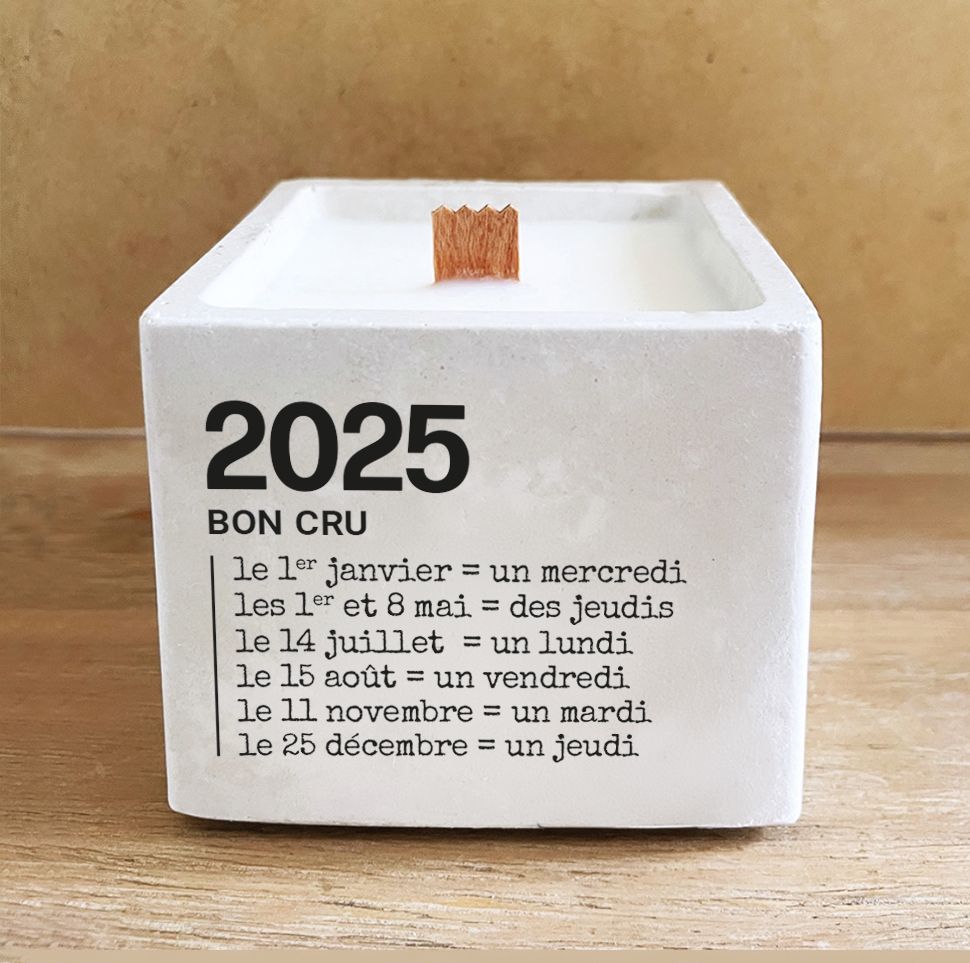 2025
BON CRU
le 1er janvier = un mercredi
les 1er et 8 mai = des jeudis
le 14 juillet = un lundi
le 15 août = un vendredi
le 11 novembre = un mardi
le 25 décembre = un jeudi